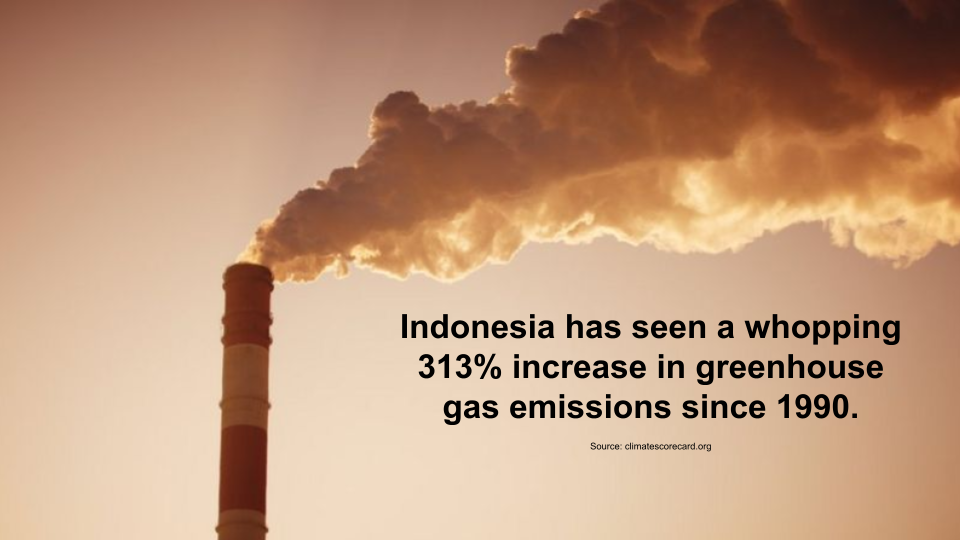 Indonesia has seen a whopping
313% increase in greenhouse
gas emissions since 1990.
Source: climatescorecard.org